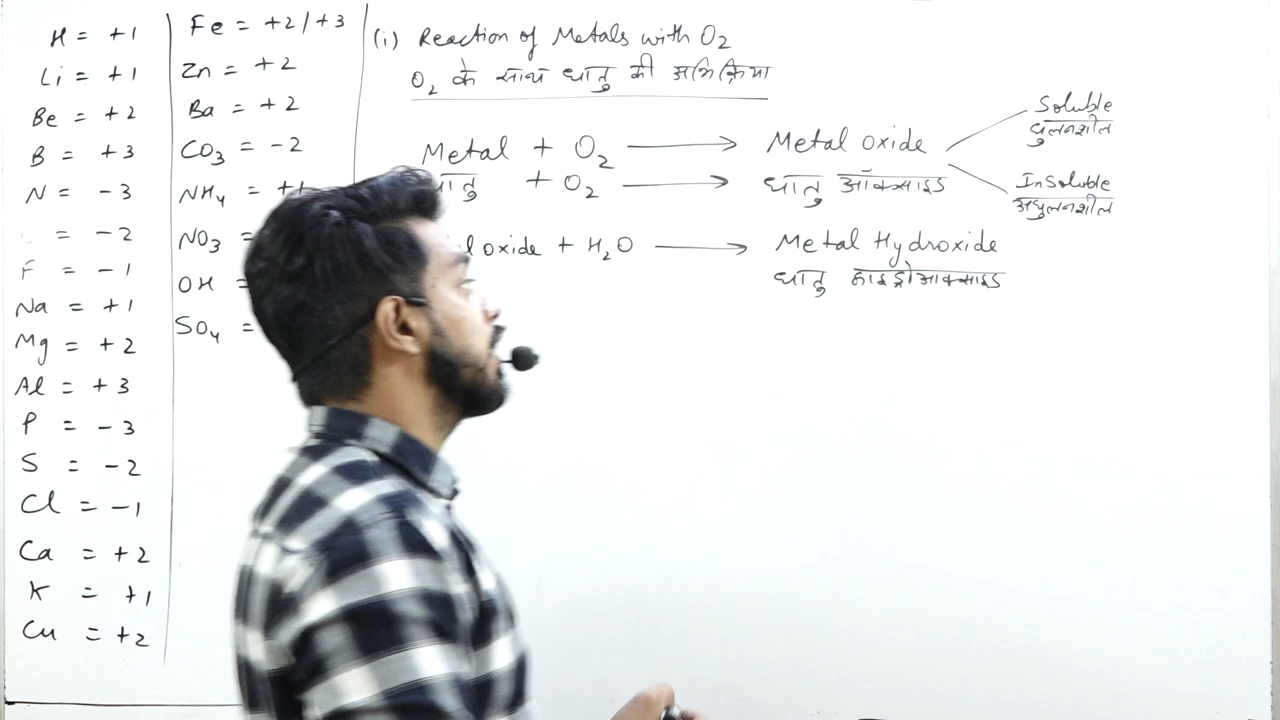 H = +1
Li = +1
Be = +2
B = +3
N = -3
= -2
F = -1
Na = +1
Mg = +2
Al = +3
P = -3
S = -2
Cl = -1
Ca = +2
K = +1
Cu = +2
Fe = +2/+3
Zn = +2
Ba = +2
CO3 = -2
NH4 = +1
NO3 =
OH =
SO4 =
(i) Reaction of Metals with O2
O2 के साथ धातु की अभिक्रिया
Metal + O2 → Metal oxide
Soluble
घुलनशील
धातु + O2 → धातु ऑक्साइड
InSoluble
अघुलनशील
oxide + H2O → Metal Hydroxide
धातु हाइड्रोआक्साइड